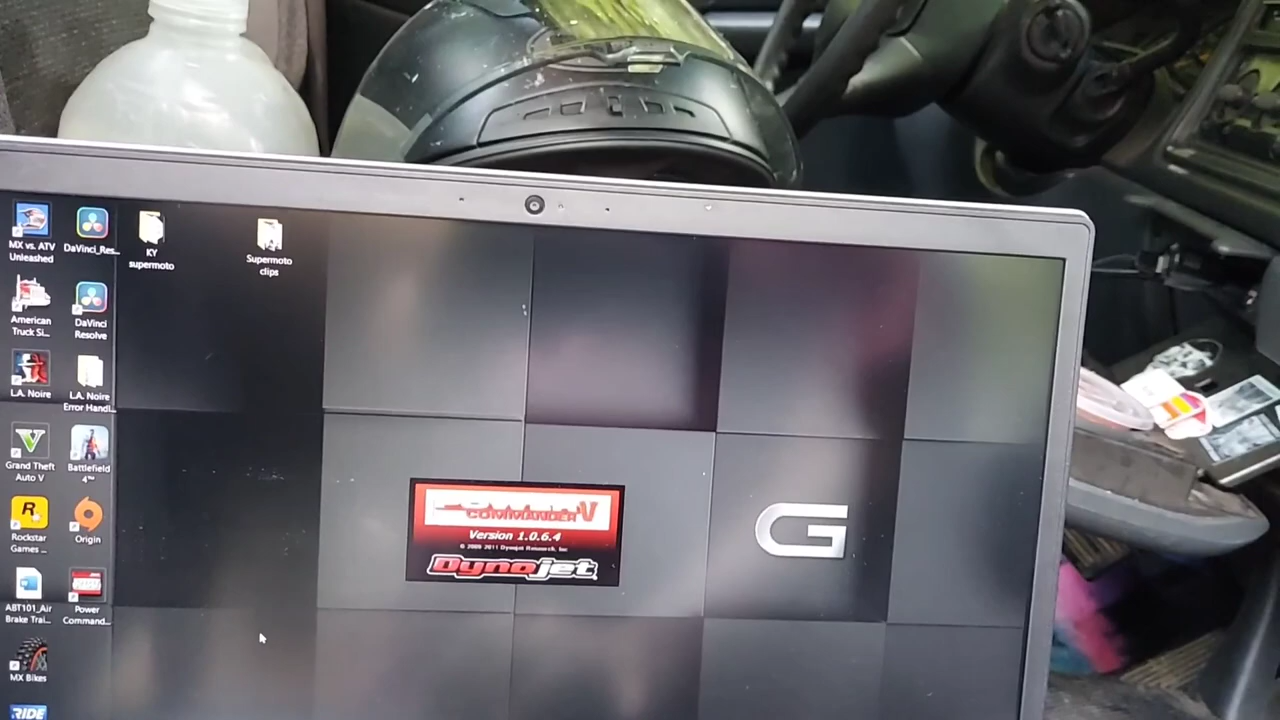 MX vs. ATV
Unleashed
DaVinci_Res...
KY
supermoto
Supermoto
clips
American
Truck Si...
DaVinci
Resolve
L.A. Noire
L.A. Noire
Error Handl...
Grand Theft
Auto V
Battlefield
4™
R
Rockstar
Games ...
Origin
ABT101_Air
Brake Trai...
Power
Command...
MX Bikes
RIDE
COMMANDER V
Version 1.0.6.4
Dynojet
G